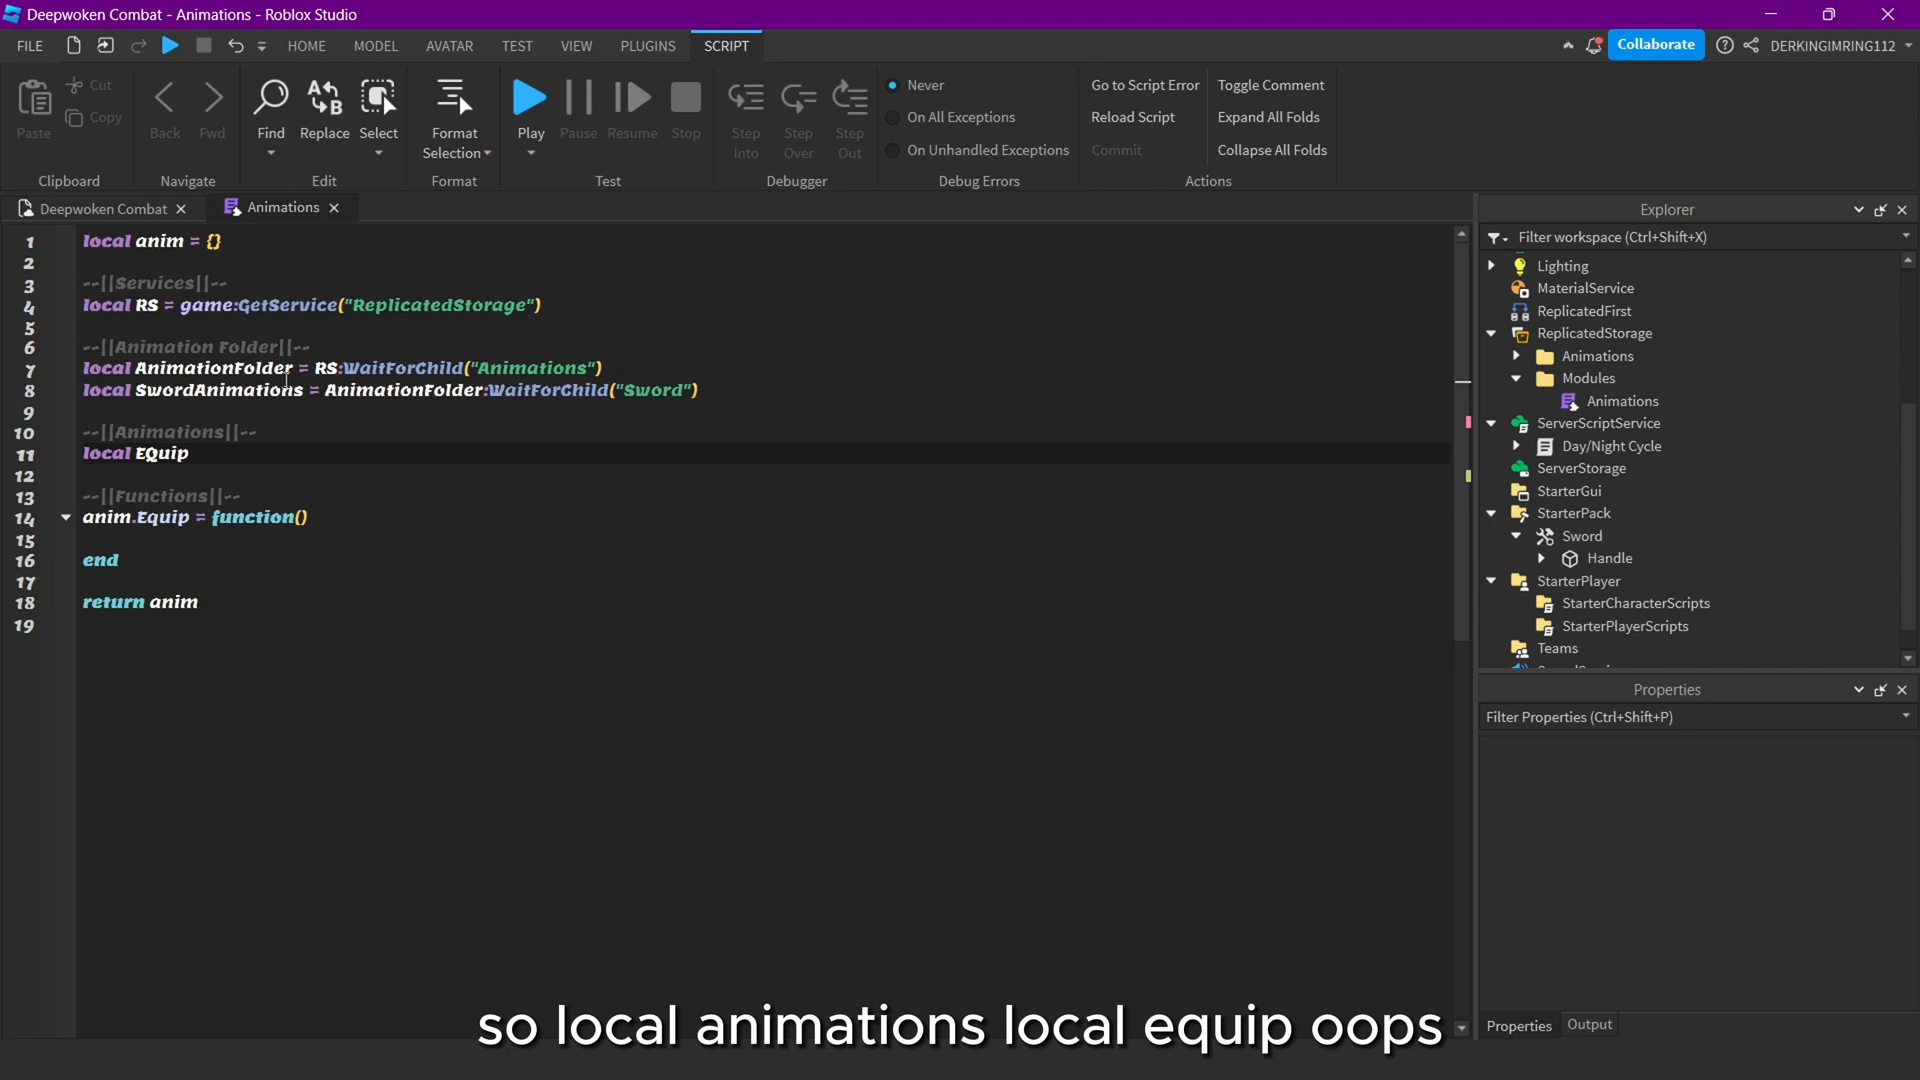 Deepwoken Combat - Animations - Roblox Studio
FILE HOME MODEL AVATAR TEST VIEW PLUGINS SCRIPT Collaborate DERKINGIMRING112
Paste Cut Copy Back Fwd Find Replace Select Format Selection Play Pause Resume Stop Step Into Step Over Step Out
Never Go to Script Error Toggle Comment
On All Exceptions Reload Script Expand All Folds
On Unhandled Exceptions Commit Collapse All Folds
Clipboard Navigate Edit Format Test Debugger Debug Errors Actions
Deepwoken Combat Animations
1 local anim = {}
2
3 --||Services||--
4 local RS = game:GetService("ReplicatedStorage")
5
6 --||Animation Folder||--
7 local AnimationFolder = RS:WaitForChild("Animations")
8 local SwordAnimations = AnimationFolder:WaitForChild("Sword")
9
10 --||Animations||--
11 local EQuip
12
13 --||Functions||--
14 anim.Equip = function()
15
16 end
17
18 return anim
19
Explorer
Filter workspace (Ctrl+Shift+X)
Lighting
MaterialService
ReplicatedFirst
ReplicatedStorage
Animations
Modules
Animations
ServerScriptService
Day/Night Cycle
ServerStorage
StarterGui
StarterPack
Sword
Handle
StarterPlayer
StarterCharacterScripts
StarterPlayerScripts
Teams
Properties
Filter Properties (Ctrl+Shift+P)
Properties Output
so local animations local equip oops